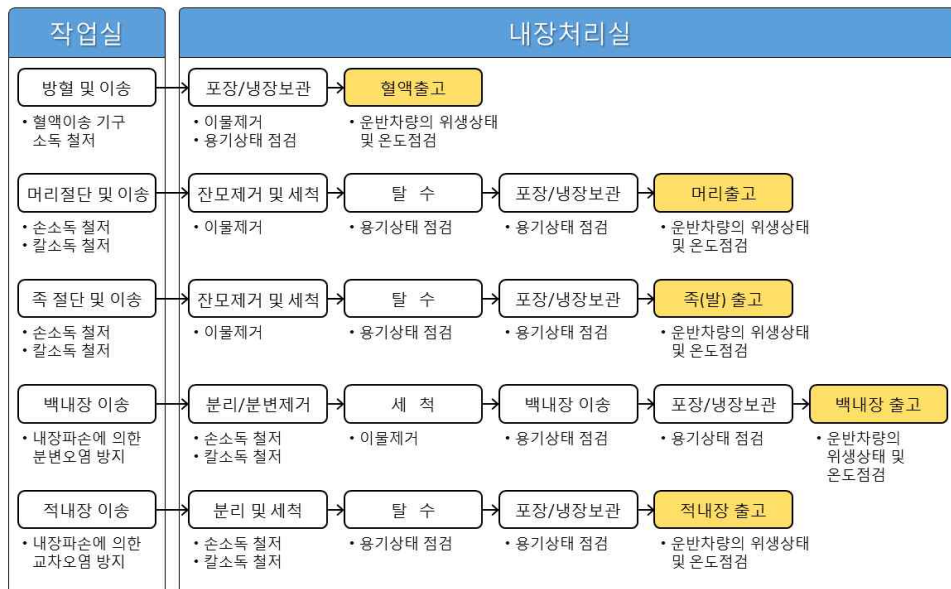 작업실
내장처리실
방혈 및 이송
포장/냉장보관
혈액출고
• 혈액이송 기구
소독 철저
• 이물제거
• 용기상태 점검
• 운반차량의 위생상태
및 온도점검
머리절단 및 이송
잔모제거 및 세척
탈 수
포장/냉장보관
머리출고
• 손소독 철저
• 칼소독 철저
• 이물제거
• 용기상태 점검
• 용기상태 점검
• 운반차량의 위생상태
및 온도점검
족 절단 및 이송
잔모제거 및 세척
탈 수
포장/냉장보관
족(발) 출고
• 손소독 철저
• 칼소독 철저
• 이물제거
• 용기상태 점검
• 용기상태 점검
• 운반차량의 위생상태
및 온도점검
백내장 이송
분리/분변제거
세 척
백내장 이송
포장/냉장보관
백내장 출고
• 내장파손에 의한
분변오염 방지
• 손소독 철저
• 칼소독 철저
• 이물제거
• 용기상태 점검
• 용기상태 점검
• 운반차량의
위생상태 및
온도점검
적내장 이송
분리 및 세척
탈 수
포장/냉장보관
적내장 출고
• 내장파손에 의한
교차오염 방지
• 손소독 철저
• 칼소독 철저
• 용기상태 점검
• 용기상태 점검
• 운반차량의 위생상태
및 온도점검